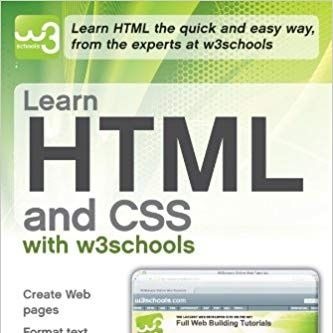 w3
schools
Learn HTML the quick and easy way,
from the experts at w3schools
Learn
HTML
and CSS
with w3schools
Create Web
pages
Format text
w3schools.com
Full Web Building Tutorials